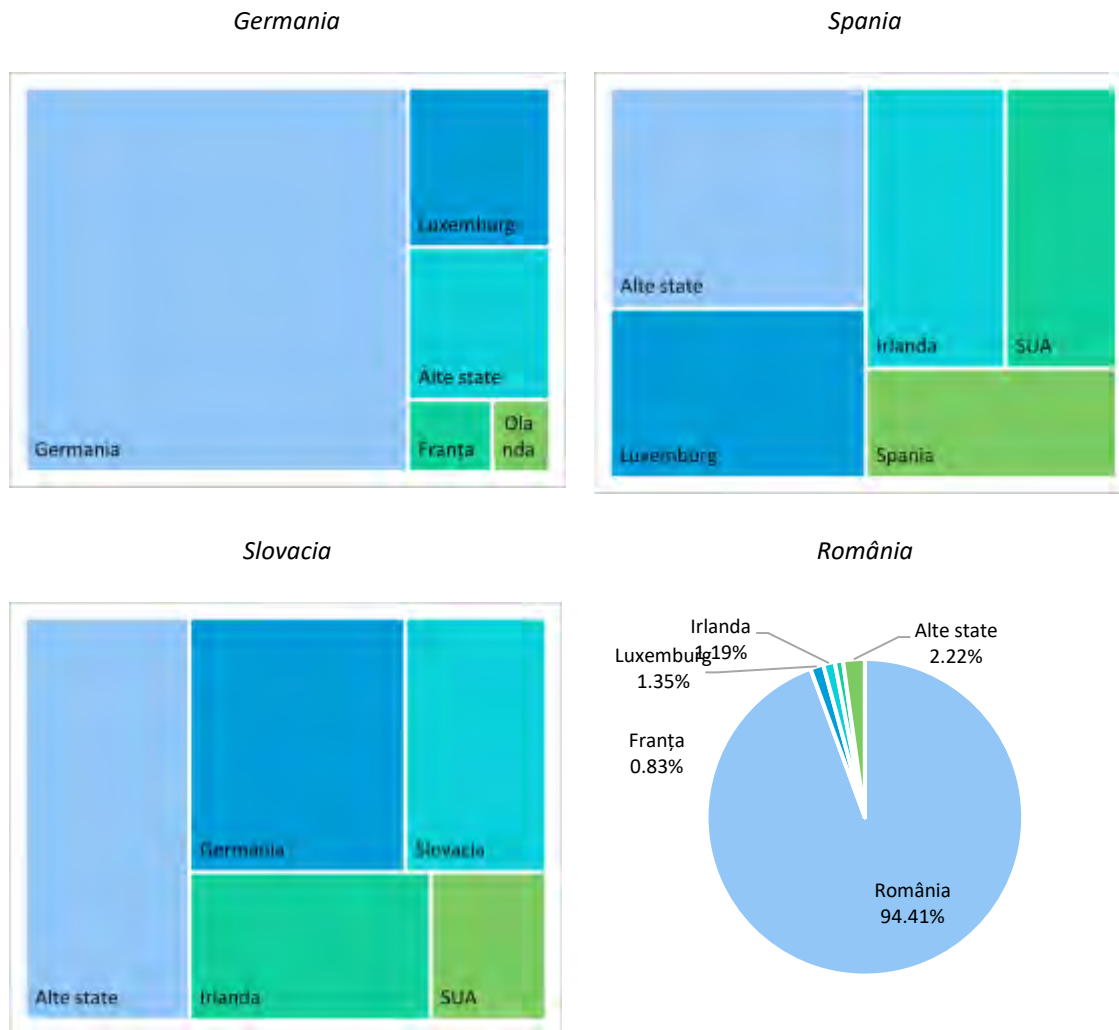 Germania
Spania
Luxemburg
Alte state
Germania
Franța
Ola
nda
Alte state
Luxemburg
Irlanda
SUA
Spania
Slovacia
România
Alte state
Germania
Slovacia
Irlanda
SUA
Irlanda
1.19%
Luxemburg
1.35%
Alte state
2.22%
Franța
0.83%
România
94.41%